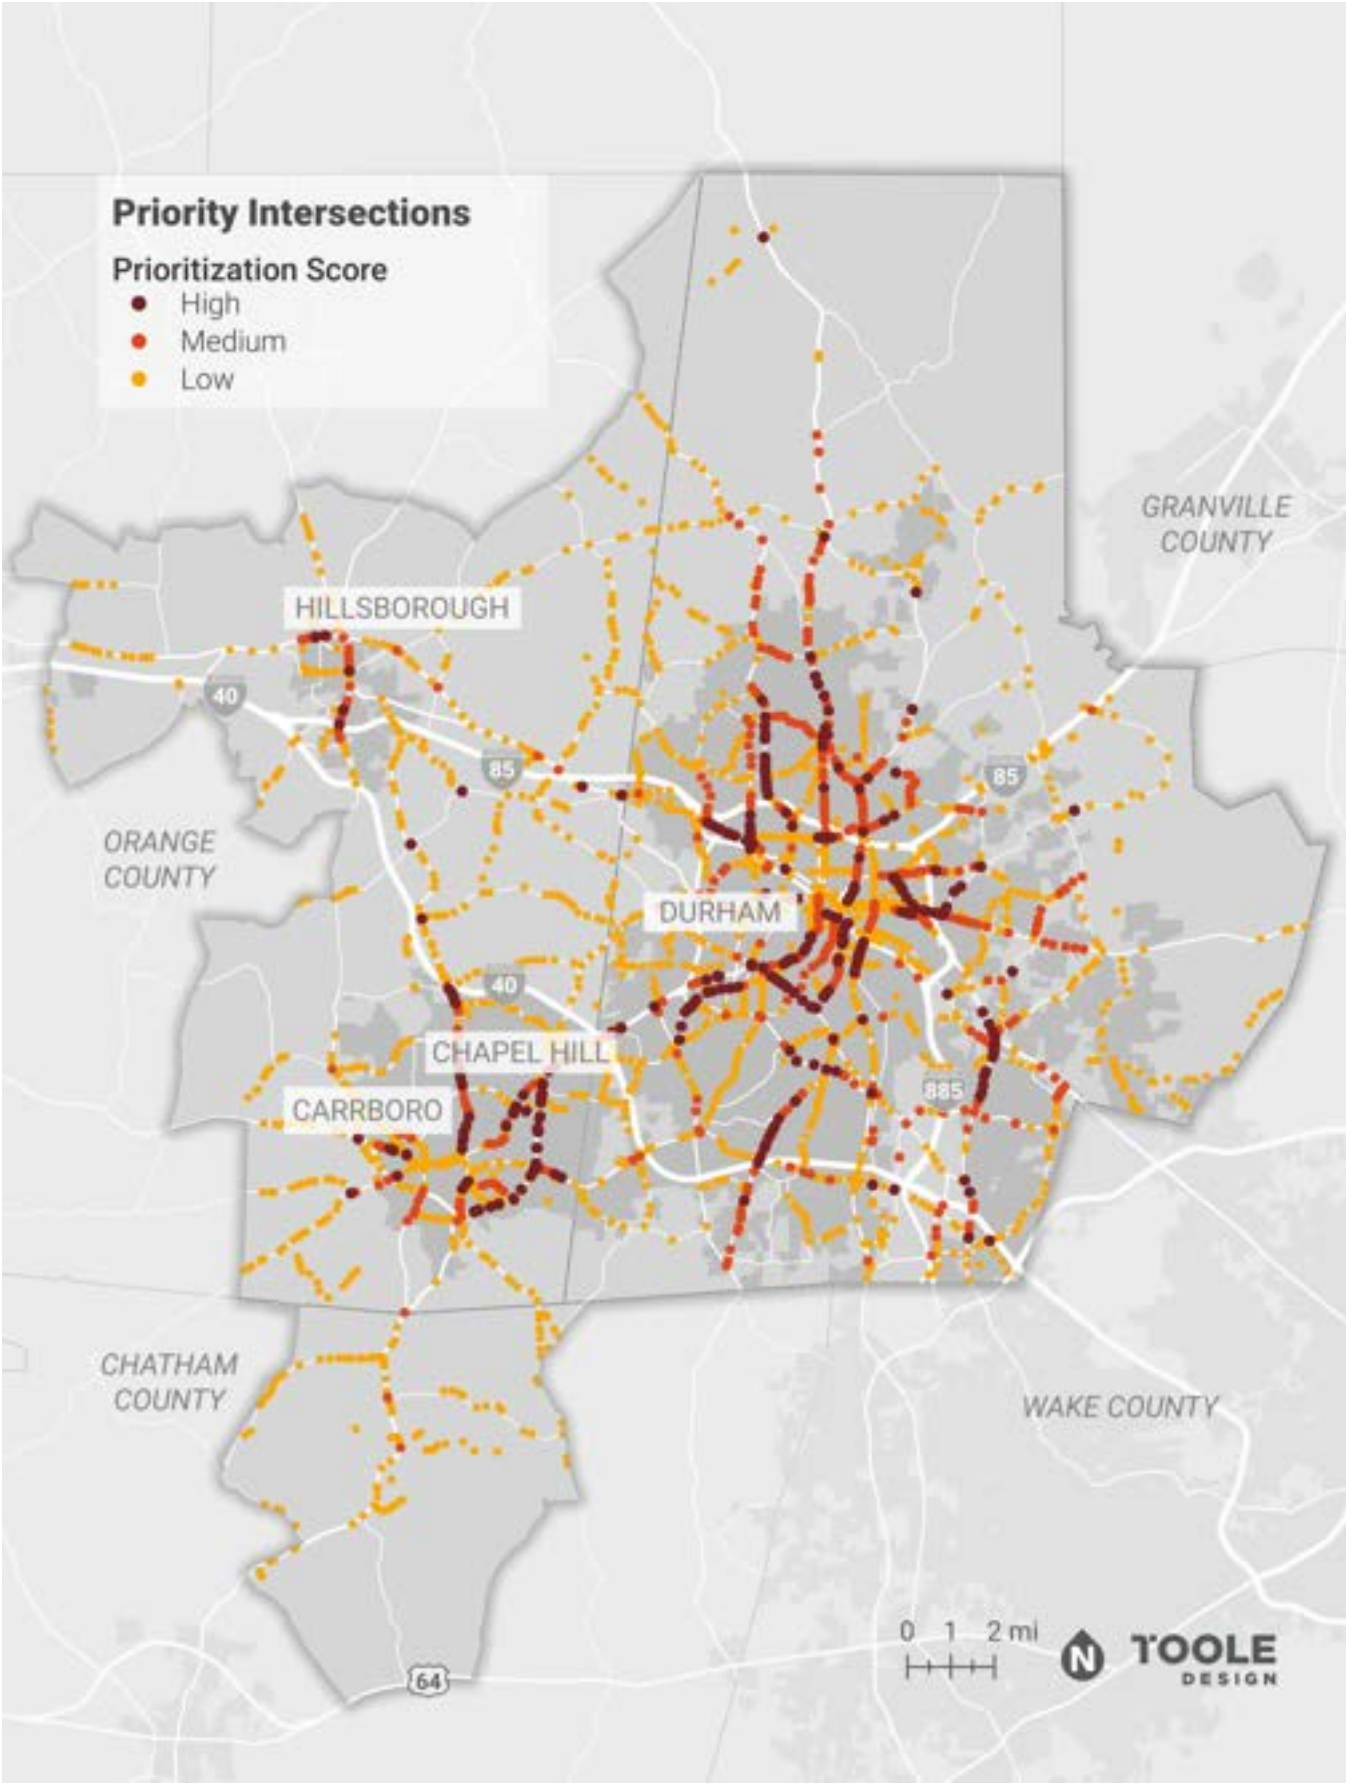 Priority Intersections
Prioritization Score
High
Medium
Low
GRANVILLE
COUNTY
HILLSBOROUGH
40
85
85
ORANGE
COUNTY
DURHAM
40
CHAPEL HILL
885
CARRBORO
CHATHAM
COUNTY
WAKE COUNTY
0 1 2 mi
N
TOOLE
DESIGN
64